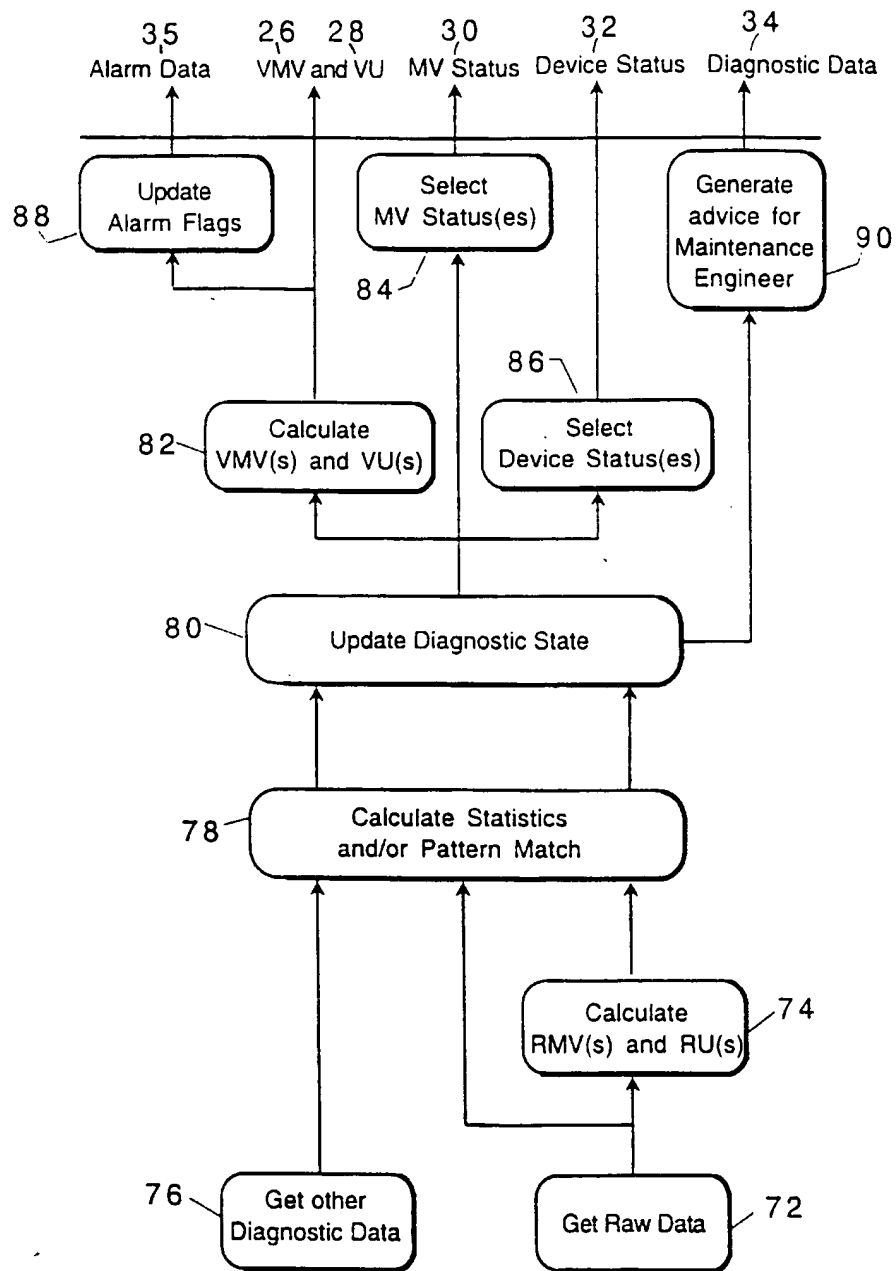 35 26 28 30 32 34
Alarm Data VMV and VU MV Status Device Status Diagnostic Data
Update
Alarm Flags
88
Select
MV Status(es)
84
Generate
advice for
Maintenance
Engineer
90
86
82
Calculate
VMV(s) and VU(s)
Select
Device Status(es)
80
Update Diagnostic State
78
Calculate Statistics
and/or Pattern Match
Calculate
RMV(s) and RU(s)
74
76
Get other
Diagnostic Data
Get Raw Data
72